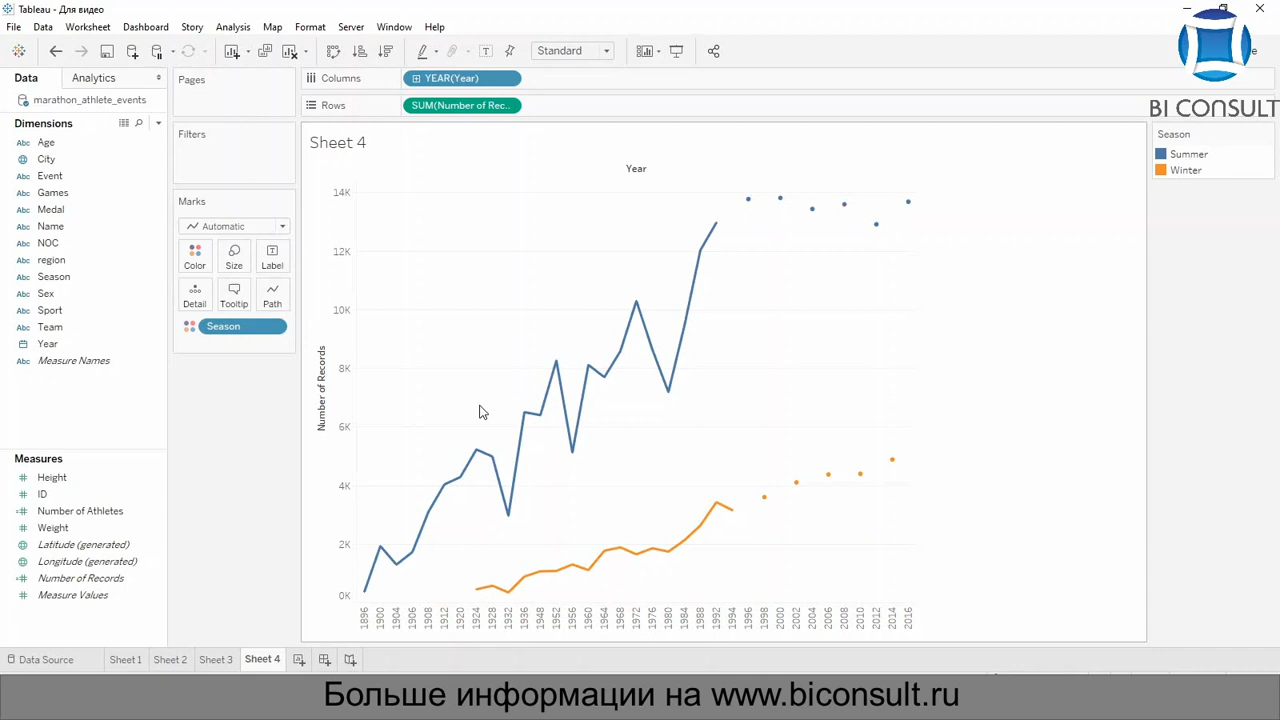 Tableau - Для видео
File Data Worksheet Dashboard Story Analysis Map Format Server Window Help
Standard
Data Analytics
marathon_athlete_events
Dimensions
Age
City
Event
Games
Medal
Name
NOC
region
Season
Sex
Sport
Team
Year
Measure Names
Measures
Height
ID
Number of Athletes
Weight
Latitude (generated)
Longitude (generated)
Number of Records
Measure Values
Pages
Filters
Marks
Automatic
Color Size Label
Detail Tooltip Path
Season
Columns YEAR(Year)
Rows SUM(Number of Rec..
Sheet 4
Year
Number of Records
14K
12K
10K
8K
6K
4K
2K
0K
1896 1900 1904 1906 1908 1912 1920 1924 1928 1932 1936 1948 1952 1956 1960 1964 1968 1972 1976 1980 1984 1988 1992 1994 1996 1998 2000 2002 2004 2006 2008 2010 2012 2014 2016
BI CONSULT
Season
Summer
Winter
Data Source Sheet 1 Sheet 2 Sheet 3 Sheet 4
Больше информации на www.biconsult.ru